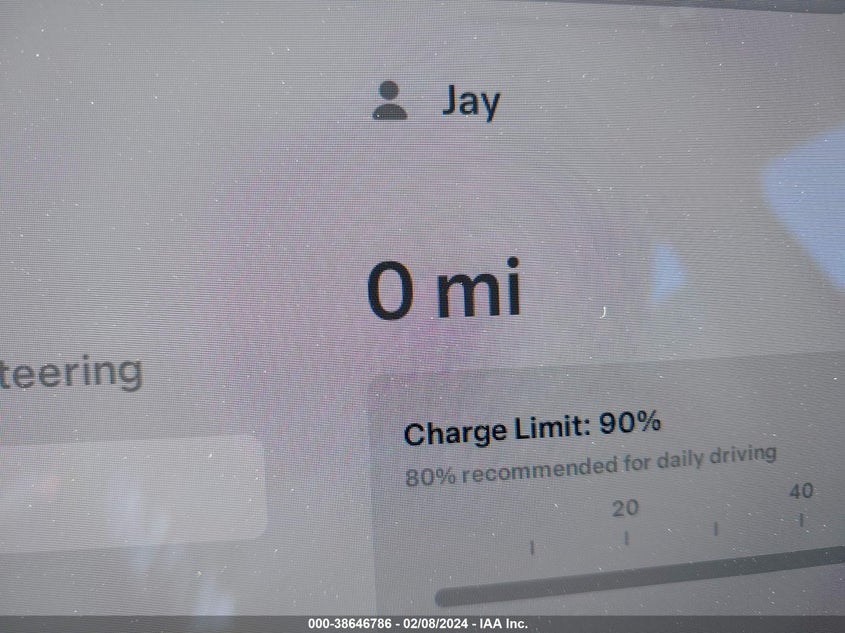 Jay
0 mi
teering
Charge Limit: 90%
80% recommended for daily driving
20
40
000-38646786 - 02/08/2024 - IAA Inc.